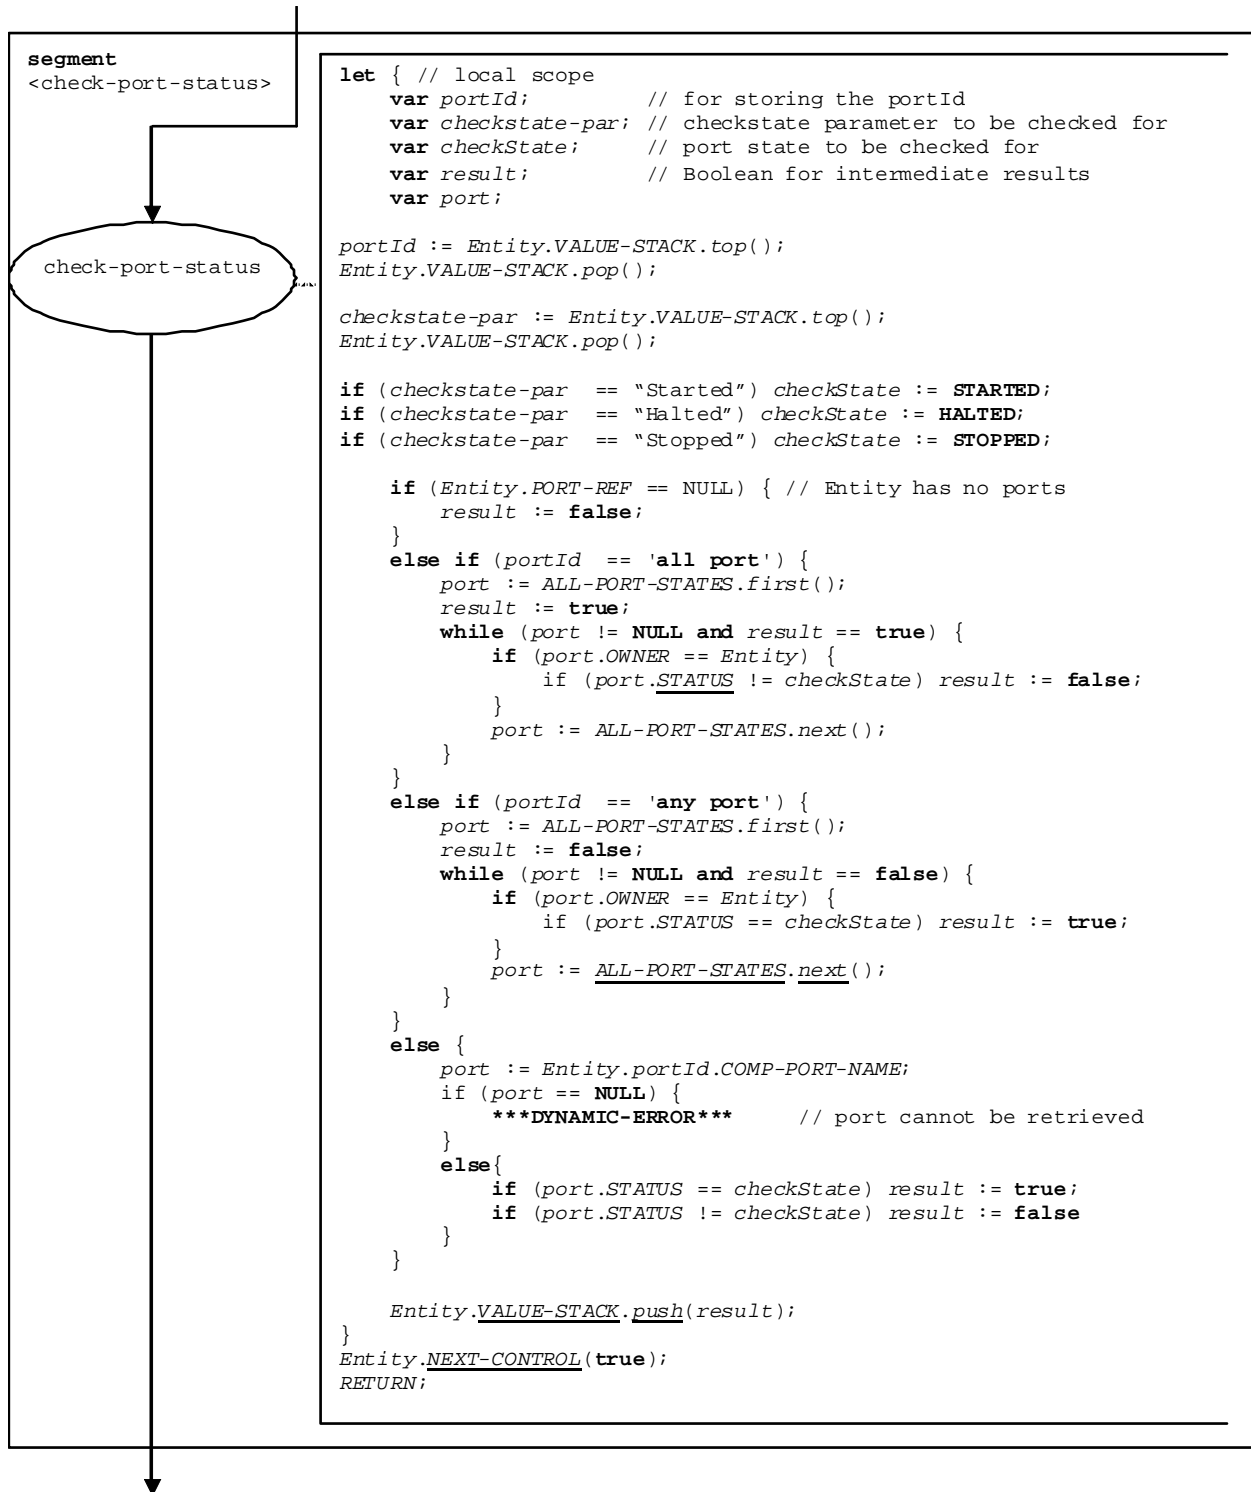 segment
<check-port-status>
check-port-status
let { // local scope
    var portId;          // for storing the portId
    var checkstate-par; // checkstate parameter to be checked for
    var checkState;     // port state to be checked for
    var result;         // Boolean for intermediate results
    var port;
portId := Entity.VALUE-STACK.top();
Entity.VALUE-STACK.pop();
checkstate-par := Entity.VALUE-STACK.top();
Entity.VALUE-STACK.pop();
if (checkstate-par  == “Started”) checkState := STARTED;
if (checkstate-par  == “Halted”) checkState := HALTED;
if (checkstate-par  == “Stopped”) checkState := STOPPED;
    if (Entity.PORT-REF == NULL) { // Entity has no ports
        result := false;
    }
    else if (portId  == 'all port') {
        port := ALL-PORT-STATES.first();
        result := true;
        while (port != NULL and result == true) {
            if (port.OWNER == Entity) {
                if (port.STATUS != checkState) result := false;
            }
            port := ALL-PORT-STATES.next();
        }
    }
    else if (portId  == 'any port') {
        port := ALL-PORT-STATES.first();
        result := false;
        while (port != NULL and result == false) {
            if (port.OWNER == Entity) {
                if (port.STATUS == checkState) result := true;
            }
            port := ALL-PORT-STATES.next();
        }
    }
    else {
        port := Entity.portId.COMP-PORT-NAME;
        if (port == NULL) {
            ***DYNAMIC-ERROR***    // port cannot be retrieved
        }
        else{
            if (port.STATUS == checkState) result := true;
            if (port.STATUS != checkState) result := false
        }
    }
    Entity.VALUE-STACK.push(result);
}
Entity.NEXT-CONTROL(true);
RETURN;